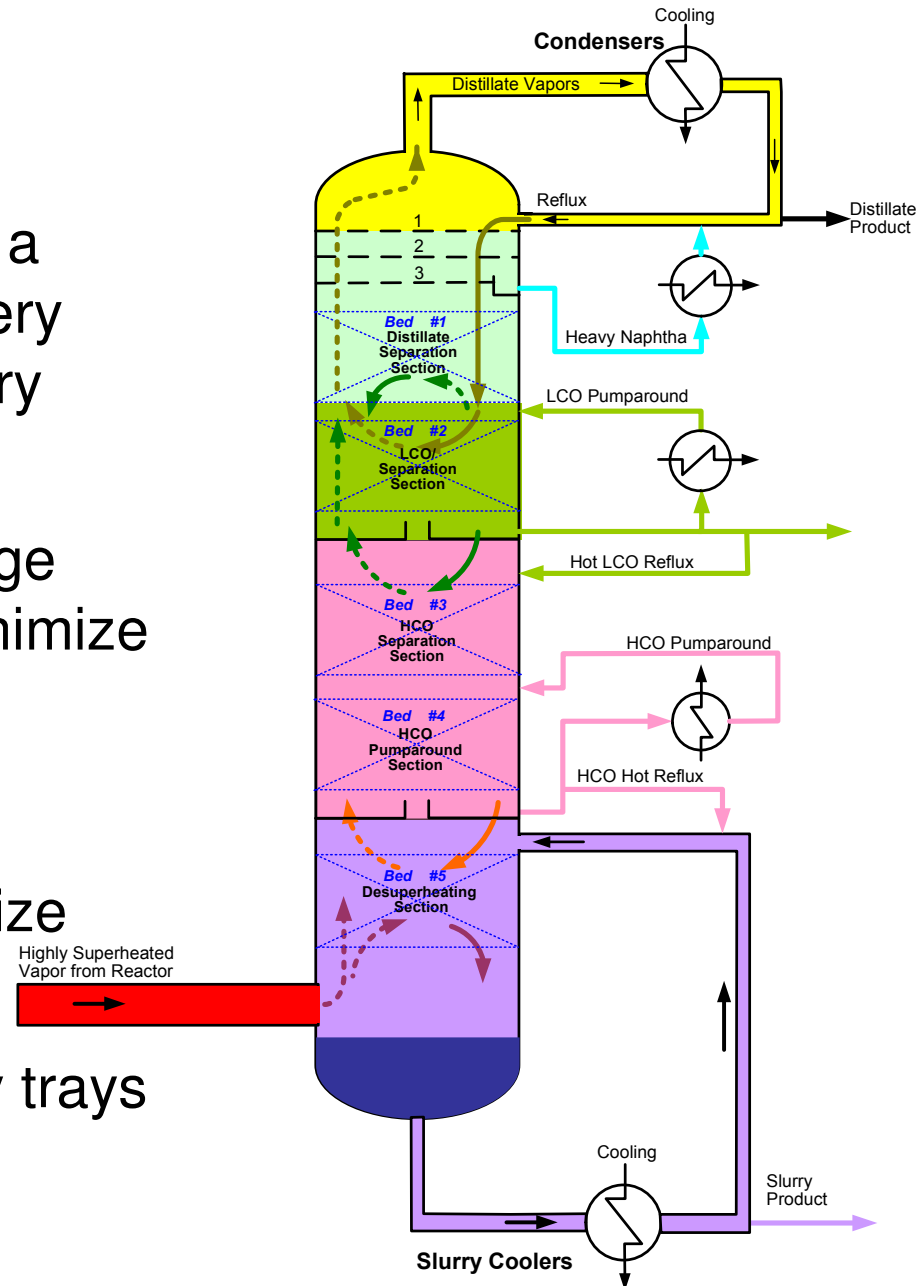 Cooling
Condensers
Distillate Vapors
Reflux
Distillate
Product
1
2
3
Heavy Naphtha
Bed #1
Distillate
Separation
Section
LCO Pumparound
Bed #2
LCO/
Separation
Section
Hot LCO Reflux
Bed #3
HCO
Separation
Section
HCO Pumparound
Bed #4
HCO
Pumparound
Section
HCO Hot Reflux
Bed #5
Desuperheating
Section
Highly Superheated
Vapor from Reactor
Cooling
Slurry
Product
Slurry Coolers
a
ery
ry
ge
nimize
ize
y trays